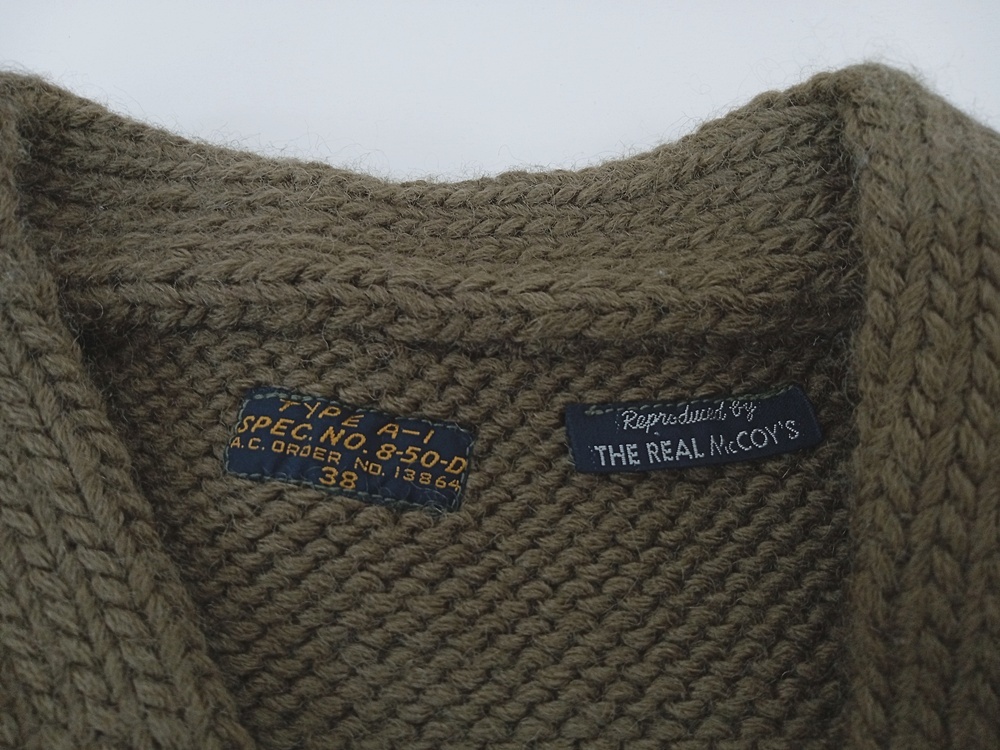 TYPE A-1
SPEC. NO. 8-50-D
A.C. ORDER NO. 13864
38
Reproduced by
THE REAL McCOY'S